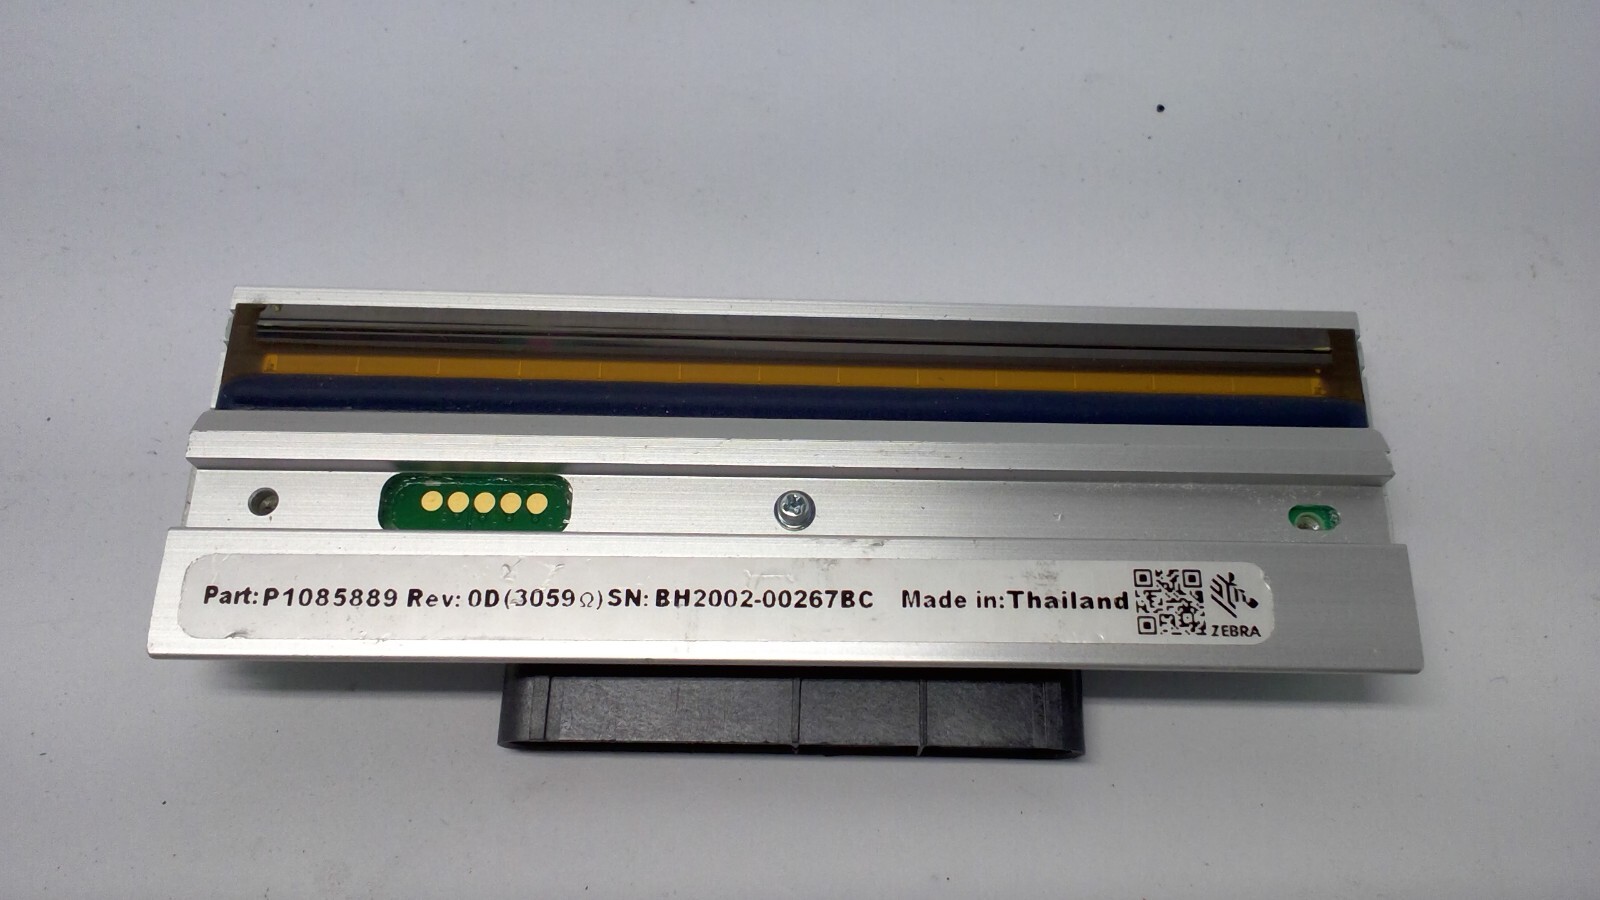 Part: P1085889 Rev: 0D (3059Ω) SN: BH2002-00267BC Made in: Thailand
ZEBRA